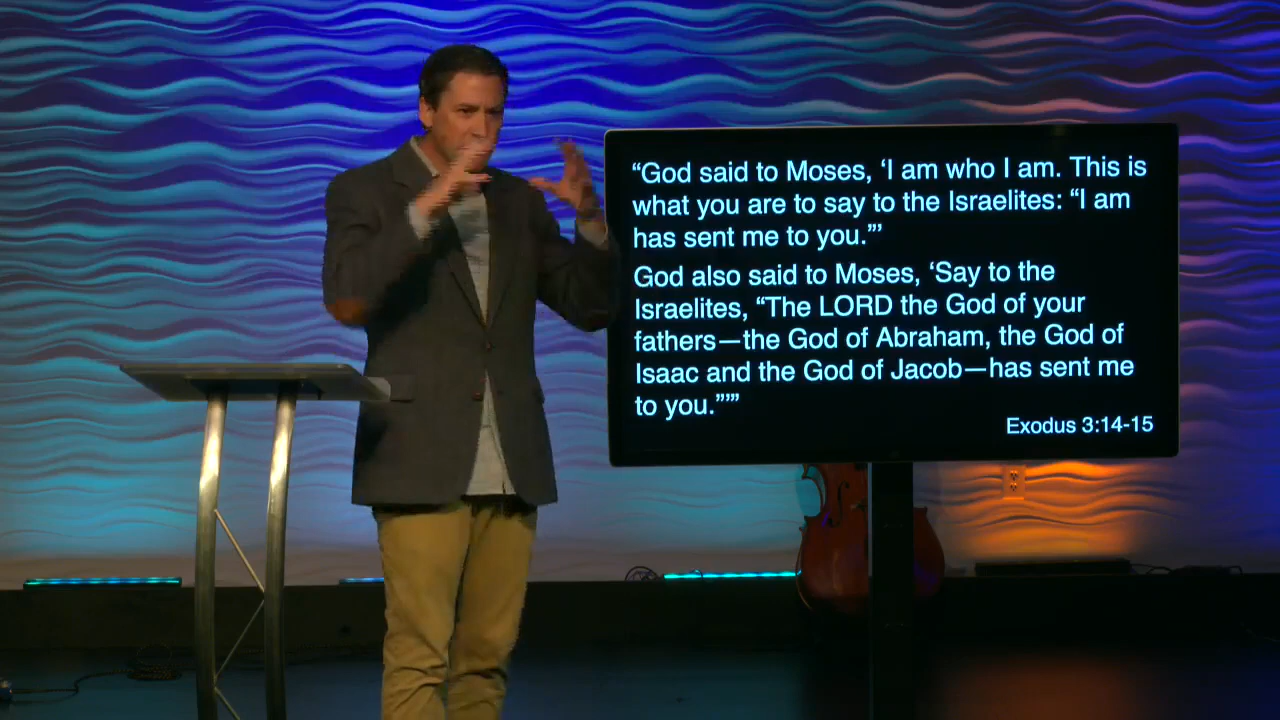 “God said to Moses, ‘I am who I am. This is
what you are to say to the Israelites: “I am
has sent me to you.”’
God also said to Moses, ‘Say to the
Israelites, “The LORD the God of your
fathers—the God of Abraham, the God of
Isaac and the God of Jacob—has sent me
to you.”’”
Exodus 3:14-15